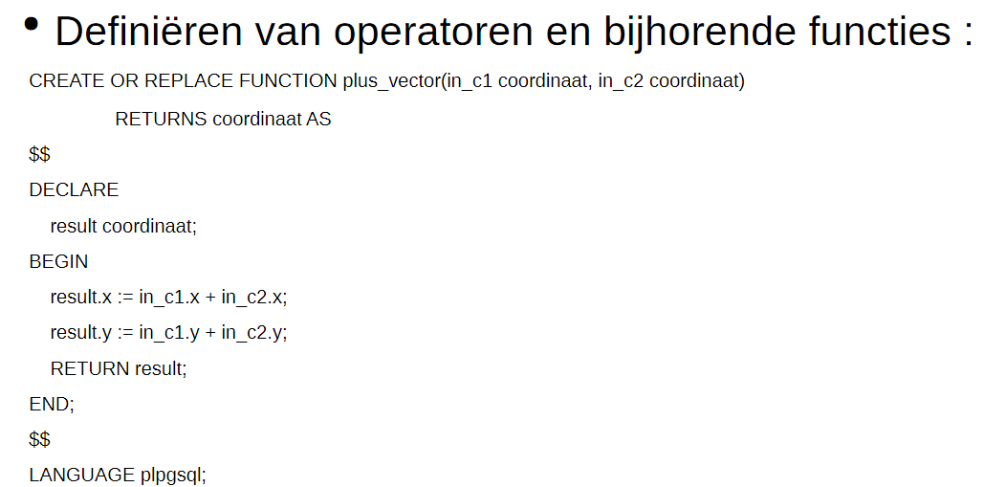 • Definiëren van operatoren en bijhorende functies :
CREATE OR REPLACE FUNCTION plus_vector(in_c1 coordinaat, in_c2 coordinaat)
RETURNS coordinaat AS
$$
DECLARE
result coordinaat;
BEGIN
result.x := in_c1.x + in_c2.x;
result.y := in_c1.y + in_c2.y;
RETURN result;
END;
$$
LANGUAGE plpgsql;